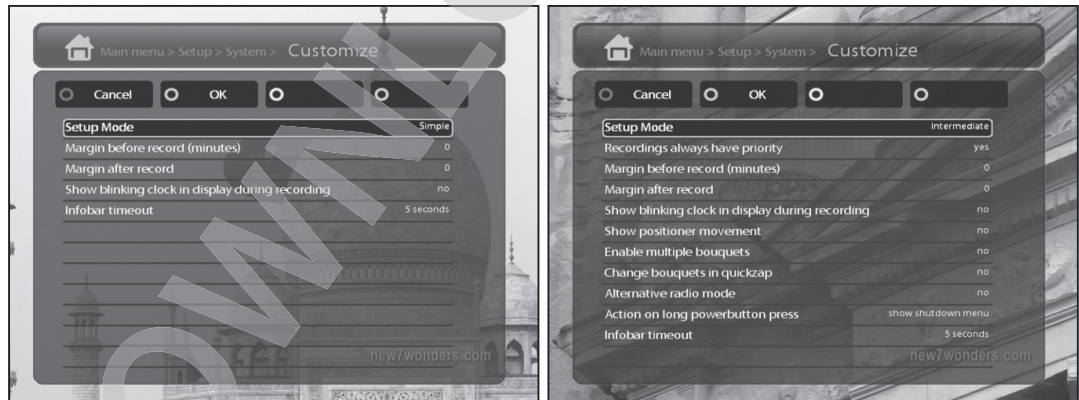 Main menu > Setup > System > Customize
Cancel OK
Setup Mode Simple
Margin before record (minutes) 0
Margin after record 0
Show blinking clock in display during recording no
Infobar timeout 5 seconds
new7wonders.com
Main menu > Setup > System > Customize
Cancel OK
Setup Mode Intermediate
Recordings always have priority yes
Margin before record (minutes) 0
Margin after record 0
Show blinking clock in display during recording no
Show positioner movement no
Enable multiple bouquets no
Change bouquets in quickzap no
Alternative radio mode no
Action on long powerbutton press show shutdown menu
Infobar timeout 5 seconds
new7wonders.com